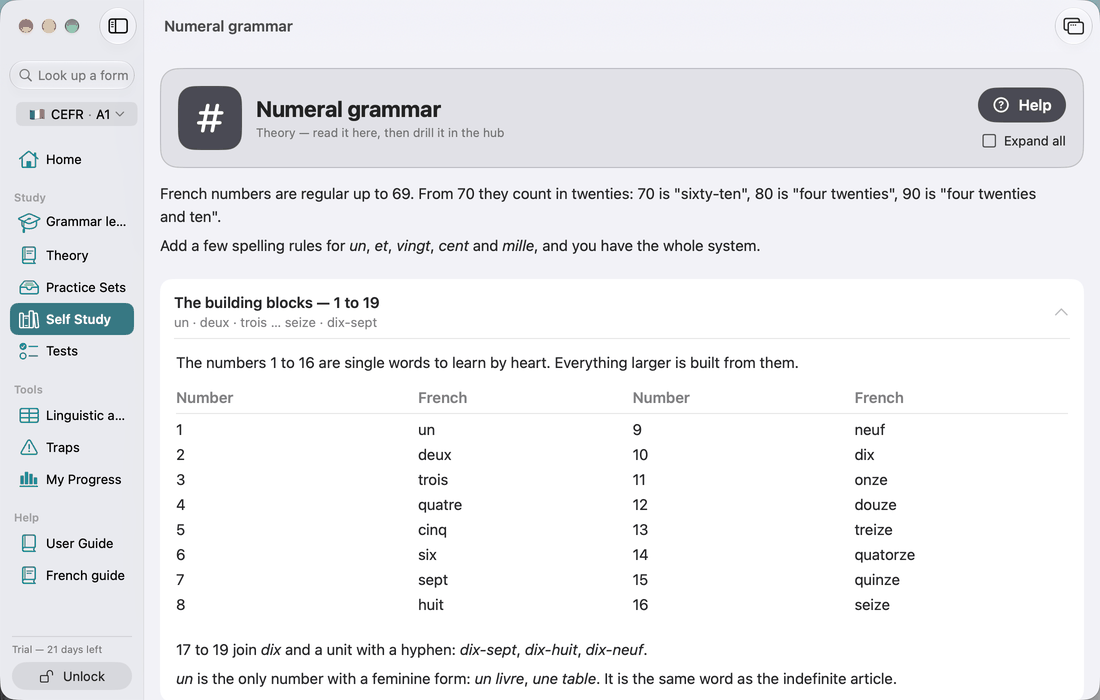 Numeral grammar
Look up a form
CEFR · A1
Home
Study
Grammar le...
Theory
Practice Sets
Self Study
Tests
Tools
Linguistic a...
Traps
My Progress
Help
User Guide
French guide
Trial — 21 days left
Unlock
# Numeral grammar
Theory — read it here, then drill it in the hub
Help
Expand all
French numbers are regular up to 69. From 70 they count in twenties: 70 is "sixty-ten", 80 is "four twenties", 90 is "four twenties
and ten".
Add a few spelling rules for un, et, vingt, cent and mille, and you have the whole system.
The building blocks — 1 to 19
un · deux · trois ... seize · dix-sept
The numbers 1 to 16 are single words to learn by heart. Everything larger is built from them.
Number French Number French
1 un 9 neuf
2 deux 10 dix
3 trois 11 onze
4 quatre 12 douze
5 cinq 13 treize
6 six 14 quatorze
7 sept 15 quinze
8 huit 16 seize
17 to 19 join dix and a unit with a hyphen: dix-sept, dix-huit, dix-neuf.
un is the only number with a feminine form: un livre, une table. It is the same word as the indefinite article.